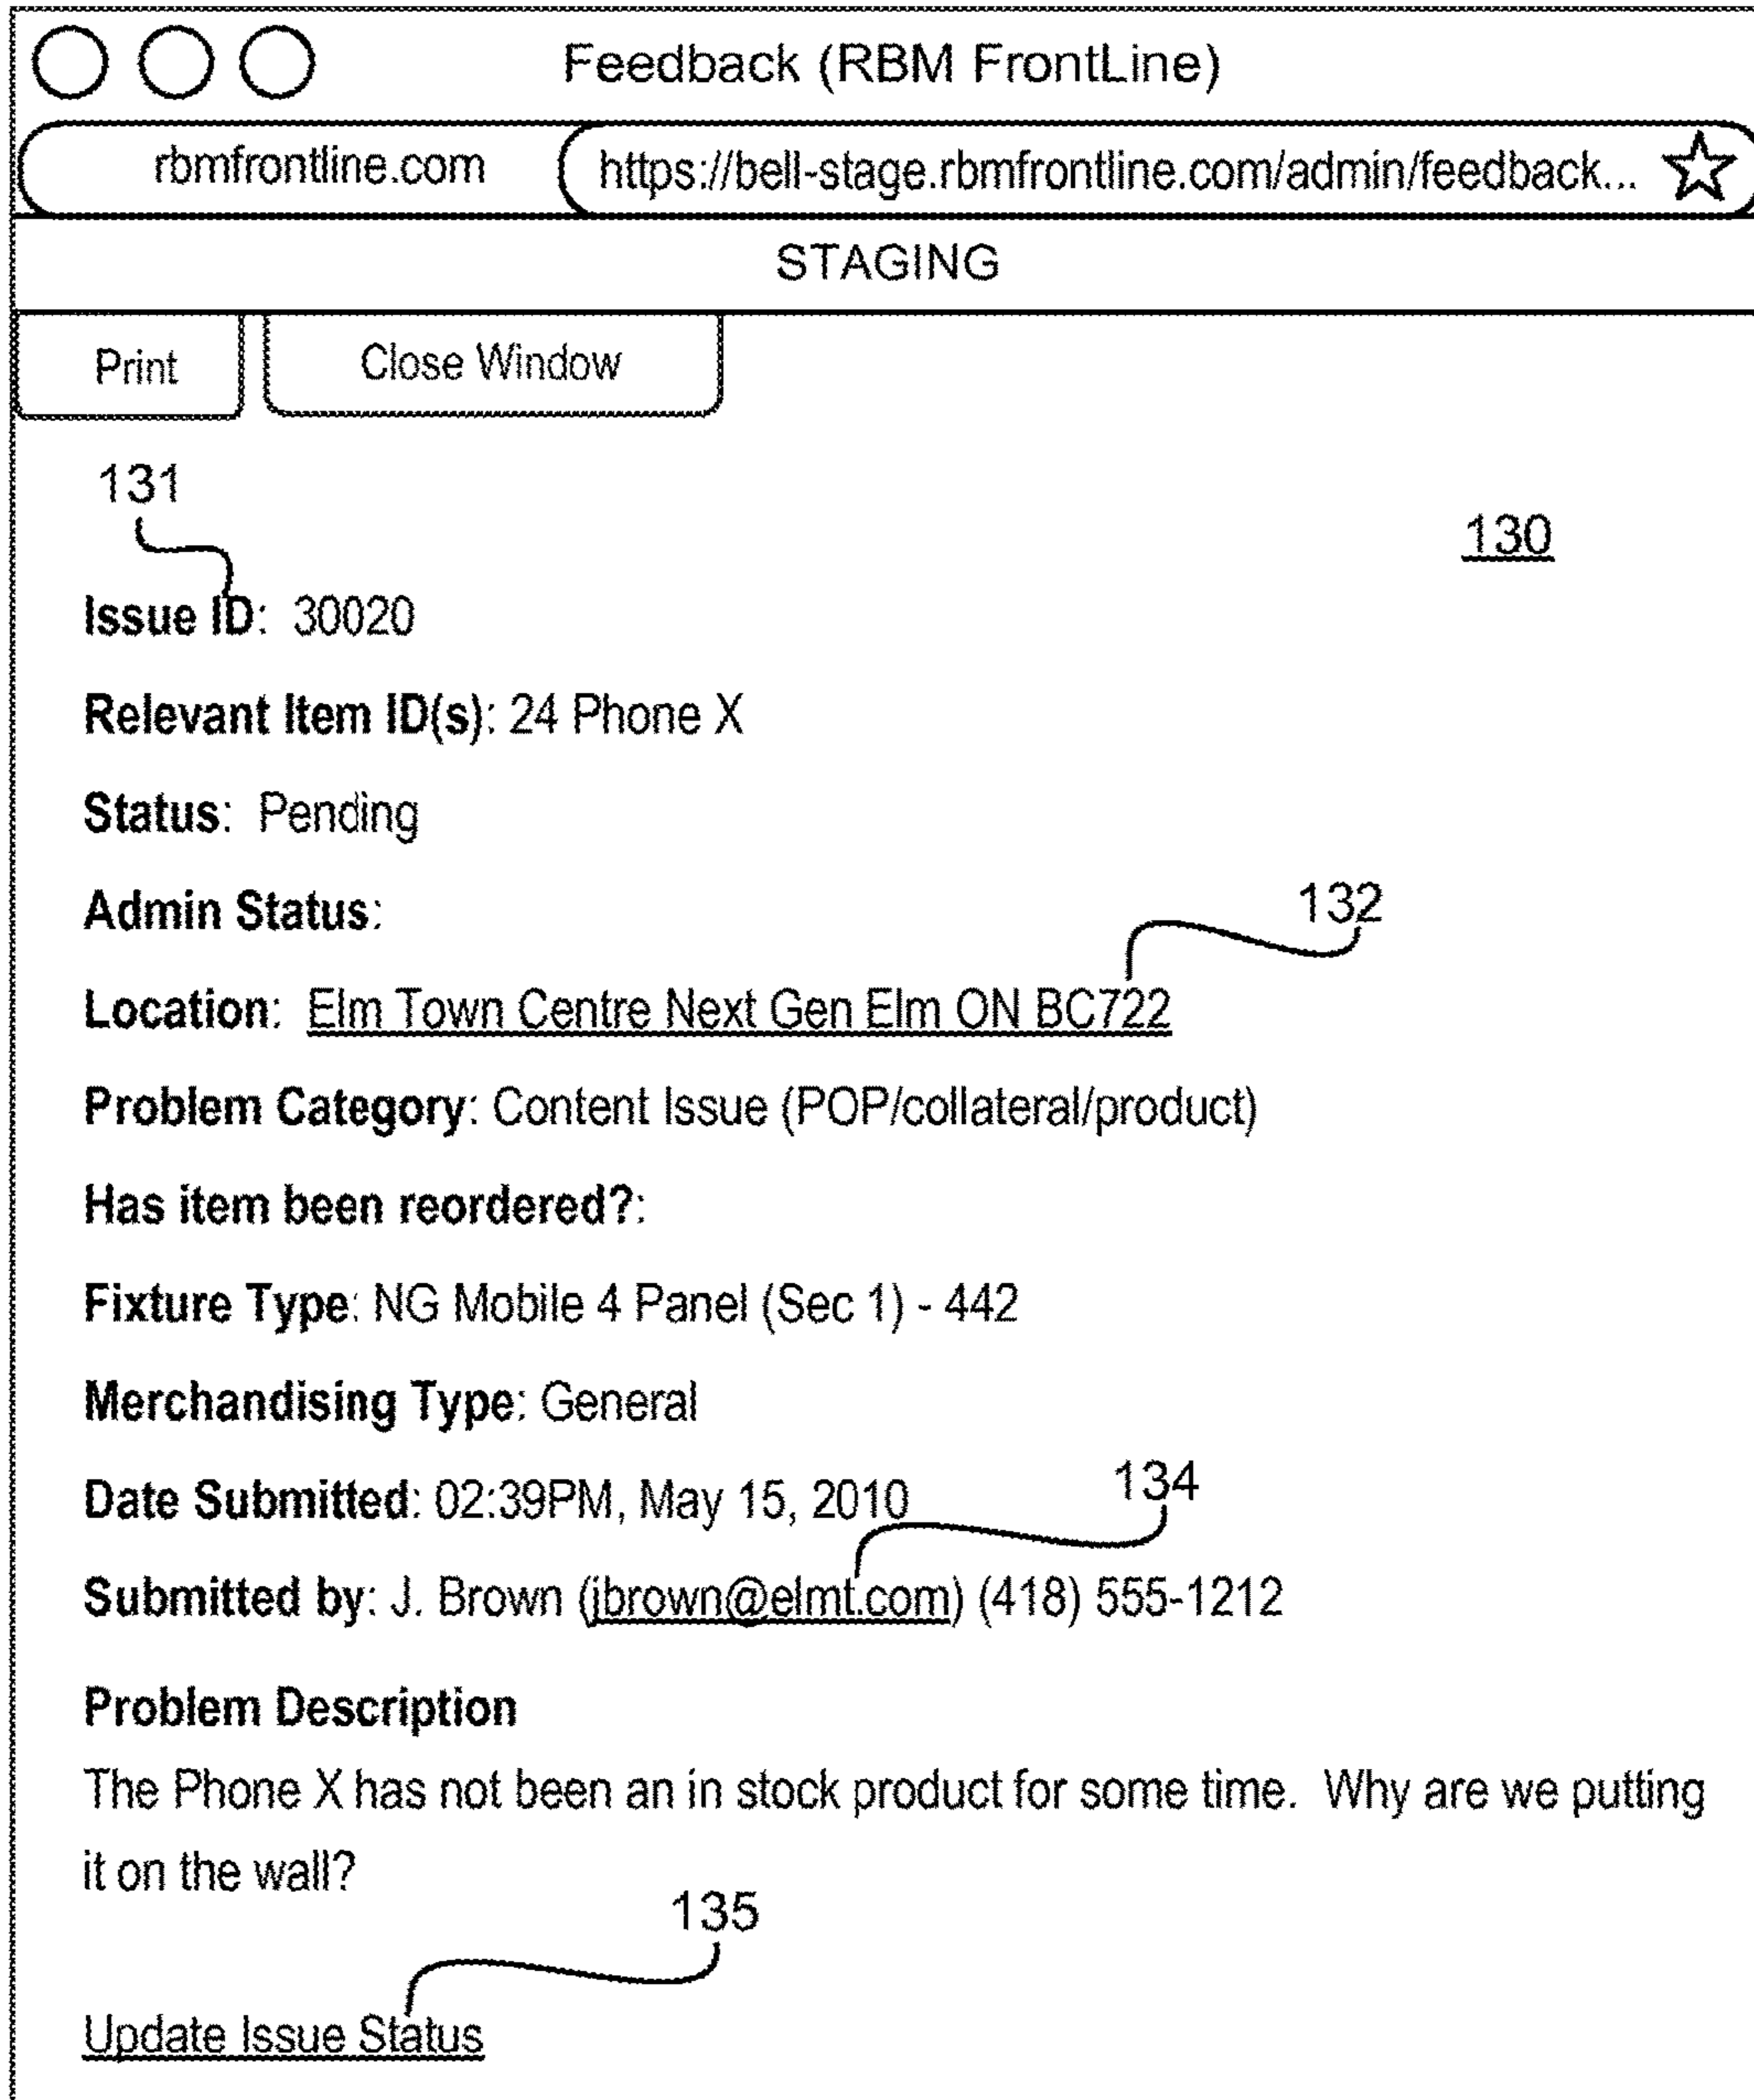 Feedback (RBM FrontLine)
rbmfrontline.com https://bell-stage.rbmfrontline.com/admin/feedback...
STAGING
Print Close Window
131
130
Issue ID: 30020
Relevant Item ID(s): 24 Phone X
Status: Pending
132
Admin Status:
Location: Elm Town Centre Next Gen Elm ON BC722
Problem Category: Content Issue (POP/collateral/product)
Has item been reordered?:
Fixture Type: NG Mobile 4 Panel (Sec 1) - 442
Merchandising Type: General
134
Date Submitted: 02:39PM, May 15, 2010
Submitted by: J. Brown (jbrown@elmt.com) (418) 555-1212
Problem Description
The Phone X has not been an in stock product for some time. Why are we putting
it on the wall?
135
Update Issue Status